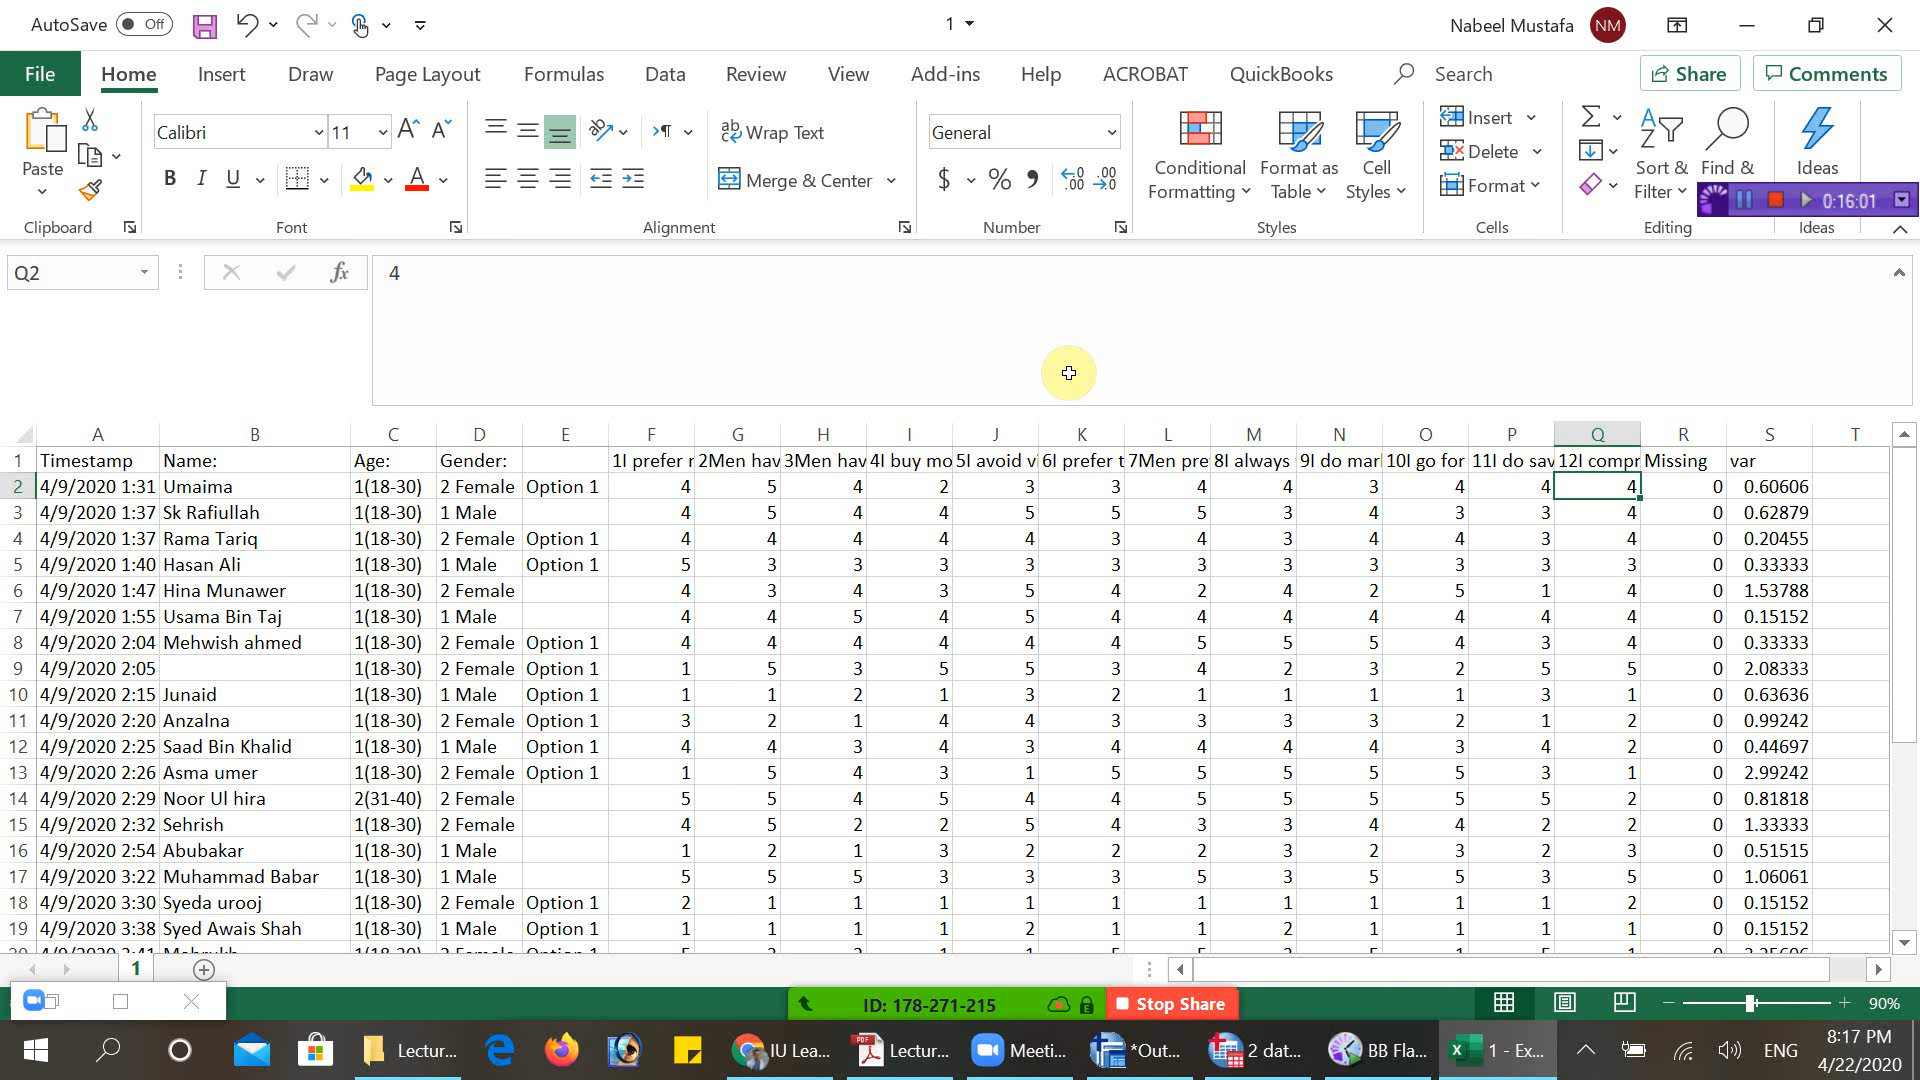 AutoSave Off 1 Nabeel Mustafa NM
File Home Insert Draw Page Layout Formulas Data Review View Add-ins Help ACROBAT QuickBooks Search Share Comments
Calibri 11 Wrap Text General Insert
Paste Conditional Format as Cell Delete Sort & Find & Ideas
B I U Merge & Center $ % Formatting Table Styles Format Filter 0:16:01
Clipboard Font Alignment Number Styles Cells Editing Ideas
Q2 fx 4
A B C D E F G H I J K L M N O P Q R S T
1 Timestamp Name: Age: Gender: 1I prefer r 2Men hav 3Men hav 4I buy mo 5I avoid vi 6I prefer t 7Men pre 8I always 9I do mar 10I go for 11I do sav 12I compr Missing var
2 4/9/2020 1:31 Umaima 1(18-30) 2 Female Option 1 4 5 4 2 3 3 4 4 3 4 4 4 0 0.60606
3 4/9/2020 1:37 Sk Rafiullah 1(18-30) 1 Male 4 5 4 4 5 5 5 3 4 3 3 4 0 0.62879
4 4/9/2020 1:37 Rama Tariq 1(18-30) 2 Female Option 1 4 4 4 4 4 3 4 3 4 4 3 4 0 0.20455
5 4/9/2020 1:40 Hasan Ali 1(18-30) 1 Male Option 1 5 3 3 3 3 3 3 3 3 3 3 3 0 0.33333
6 4/9/2020 1:47 Hina Munawer 1(18-30) 2 Female 4 3 4 3 5 4 2 4 2 5 1 4 0 1.53788
7 4/9/2020 1:55 Usama Bin Taj 1(18-30) 1 Male 4 4 5 4 5 4 4 4 4 4 4 4 0 0.15152
8 4/9/2020 2:04 Mehwish ahmed 1(18-30) 2 Female Option 1 4 4 4 4 4 4 5 5 5 4 3 4 0 0.33333
9 4/9/2020 2:05 1(18-30) 2 Female Option 1 1 5 3 5 5 3 4 2 3 2 5 5 0 2.08333
10 4/9/2020 2:15 Junaid 1(18-30) 1 Male Option 1 1 1 2 1 3 2 1 1 1 1 3 1 0 0.63636
11 4/9/2020 2:20 Anzalna 1(18-30) 2 Female Option 1 3 2 1 4 4 3 3 3 3 2 1 2 0 0.99242
12 4/9/2020 2:25 Saad Bin Khalid 1(18-30) 1 Male Option 1 4 4 3 4 3 4 4 4 4 3 4 2 0 0.44697
13 4/9/2020 2:26 Asma umer 1(18-30) 2 Female Option 1 1 5 4 3 1 5 5 5 5 5 3 1 0 2.99242
14 4/9/2020 2:29 Noor Ul hira 2(31-40) 2 Female 5 5 4 5 4 4 5 5 5 5 5 2 0 0.81818
15 4/9/2020 2:32 Sehrish 1(18-30) 2 Female 4 5 2 2 5 4 3 3 4 4 2 2 0 1.33333
16 4/9/2020 2:54 Abubakar 1(18-30) 1 Male 1 2 1 3 2 2 2 3 2 3 2 3 0 0.51515
17 4/9/2020 3:22 Muhammad Babar 1(18-30) 1 Male 5 5 5 3 3 3 5 3 5 5 3 5 0 1.06061
18 4/9/2020 3:30 Syeda urooj 1(18-30) 2 Female Option 1 2 1 1 1 1 1 1 1 1 1 1 2 0 0.15152
19 4/9/2020 3:38 Syed Awais Shah 1(18-30) 1 Male Option 1 1 1 1 1 2 1 1 2 1 1 1 1 0 0.15152
1
ID: 178-271-215 Stop Share 90%
Lectur... IU Lea... Lectur... Meeti... *Out... 2 dat... BB Fla... 1 - Ex... ENG 8:17 PM
4/22/2020